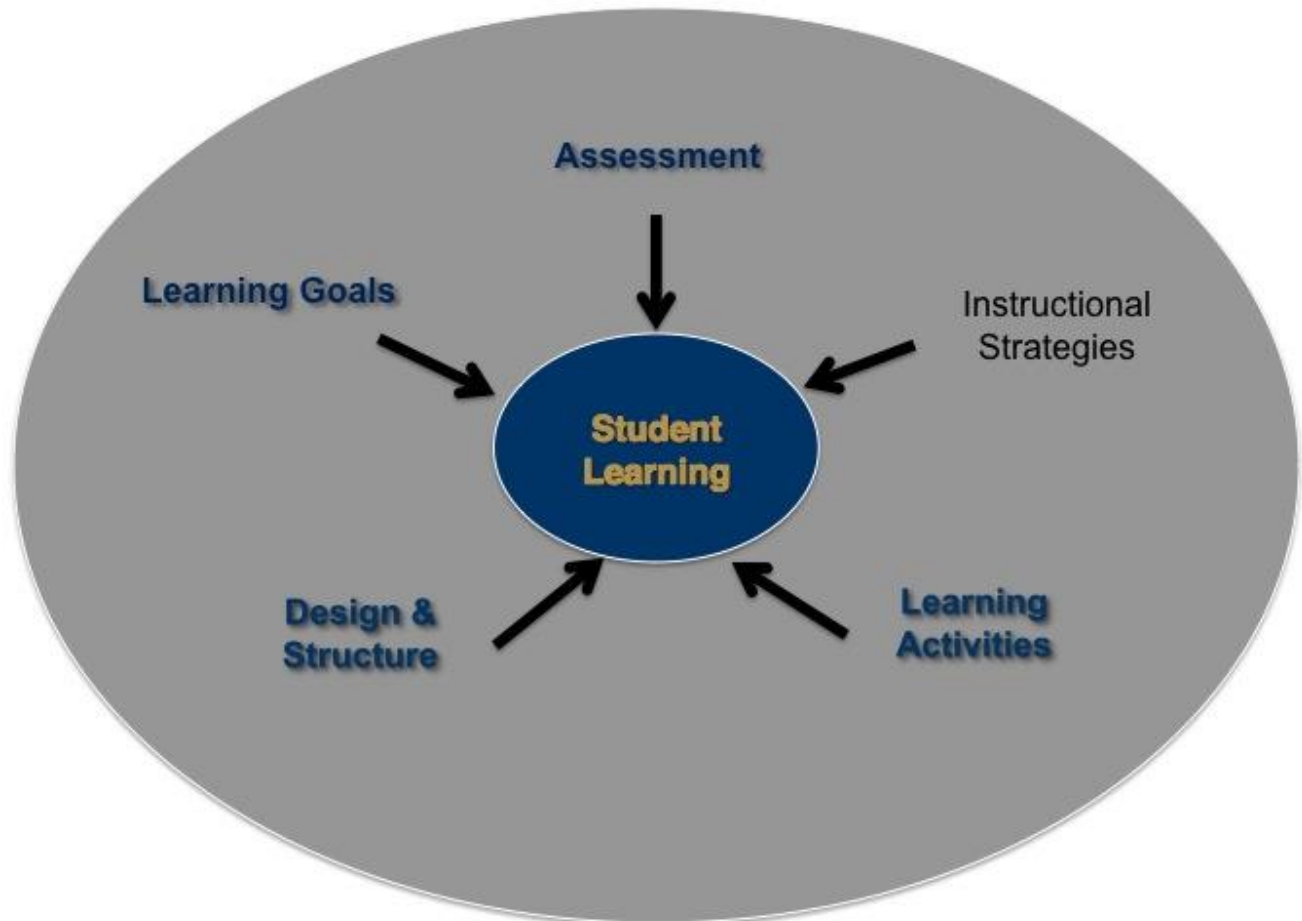 Assessment
Learning Goals
Instructional
Strategies
Student
Learning
Design &
Structure
Learning
Activities